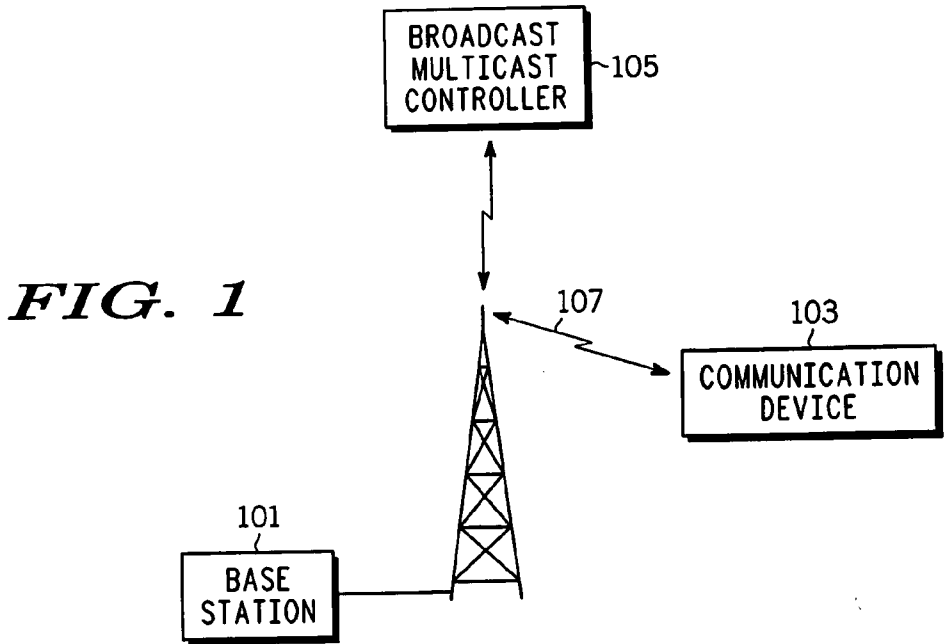 BROADCAST
MULTICAST
CONTROLLER
105
FIG. 1
107
103
COMMUNICATION
DEVICE
101
BASE
STATION